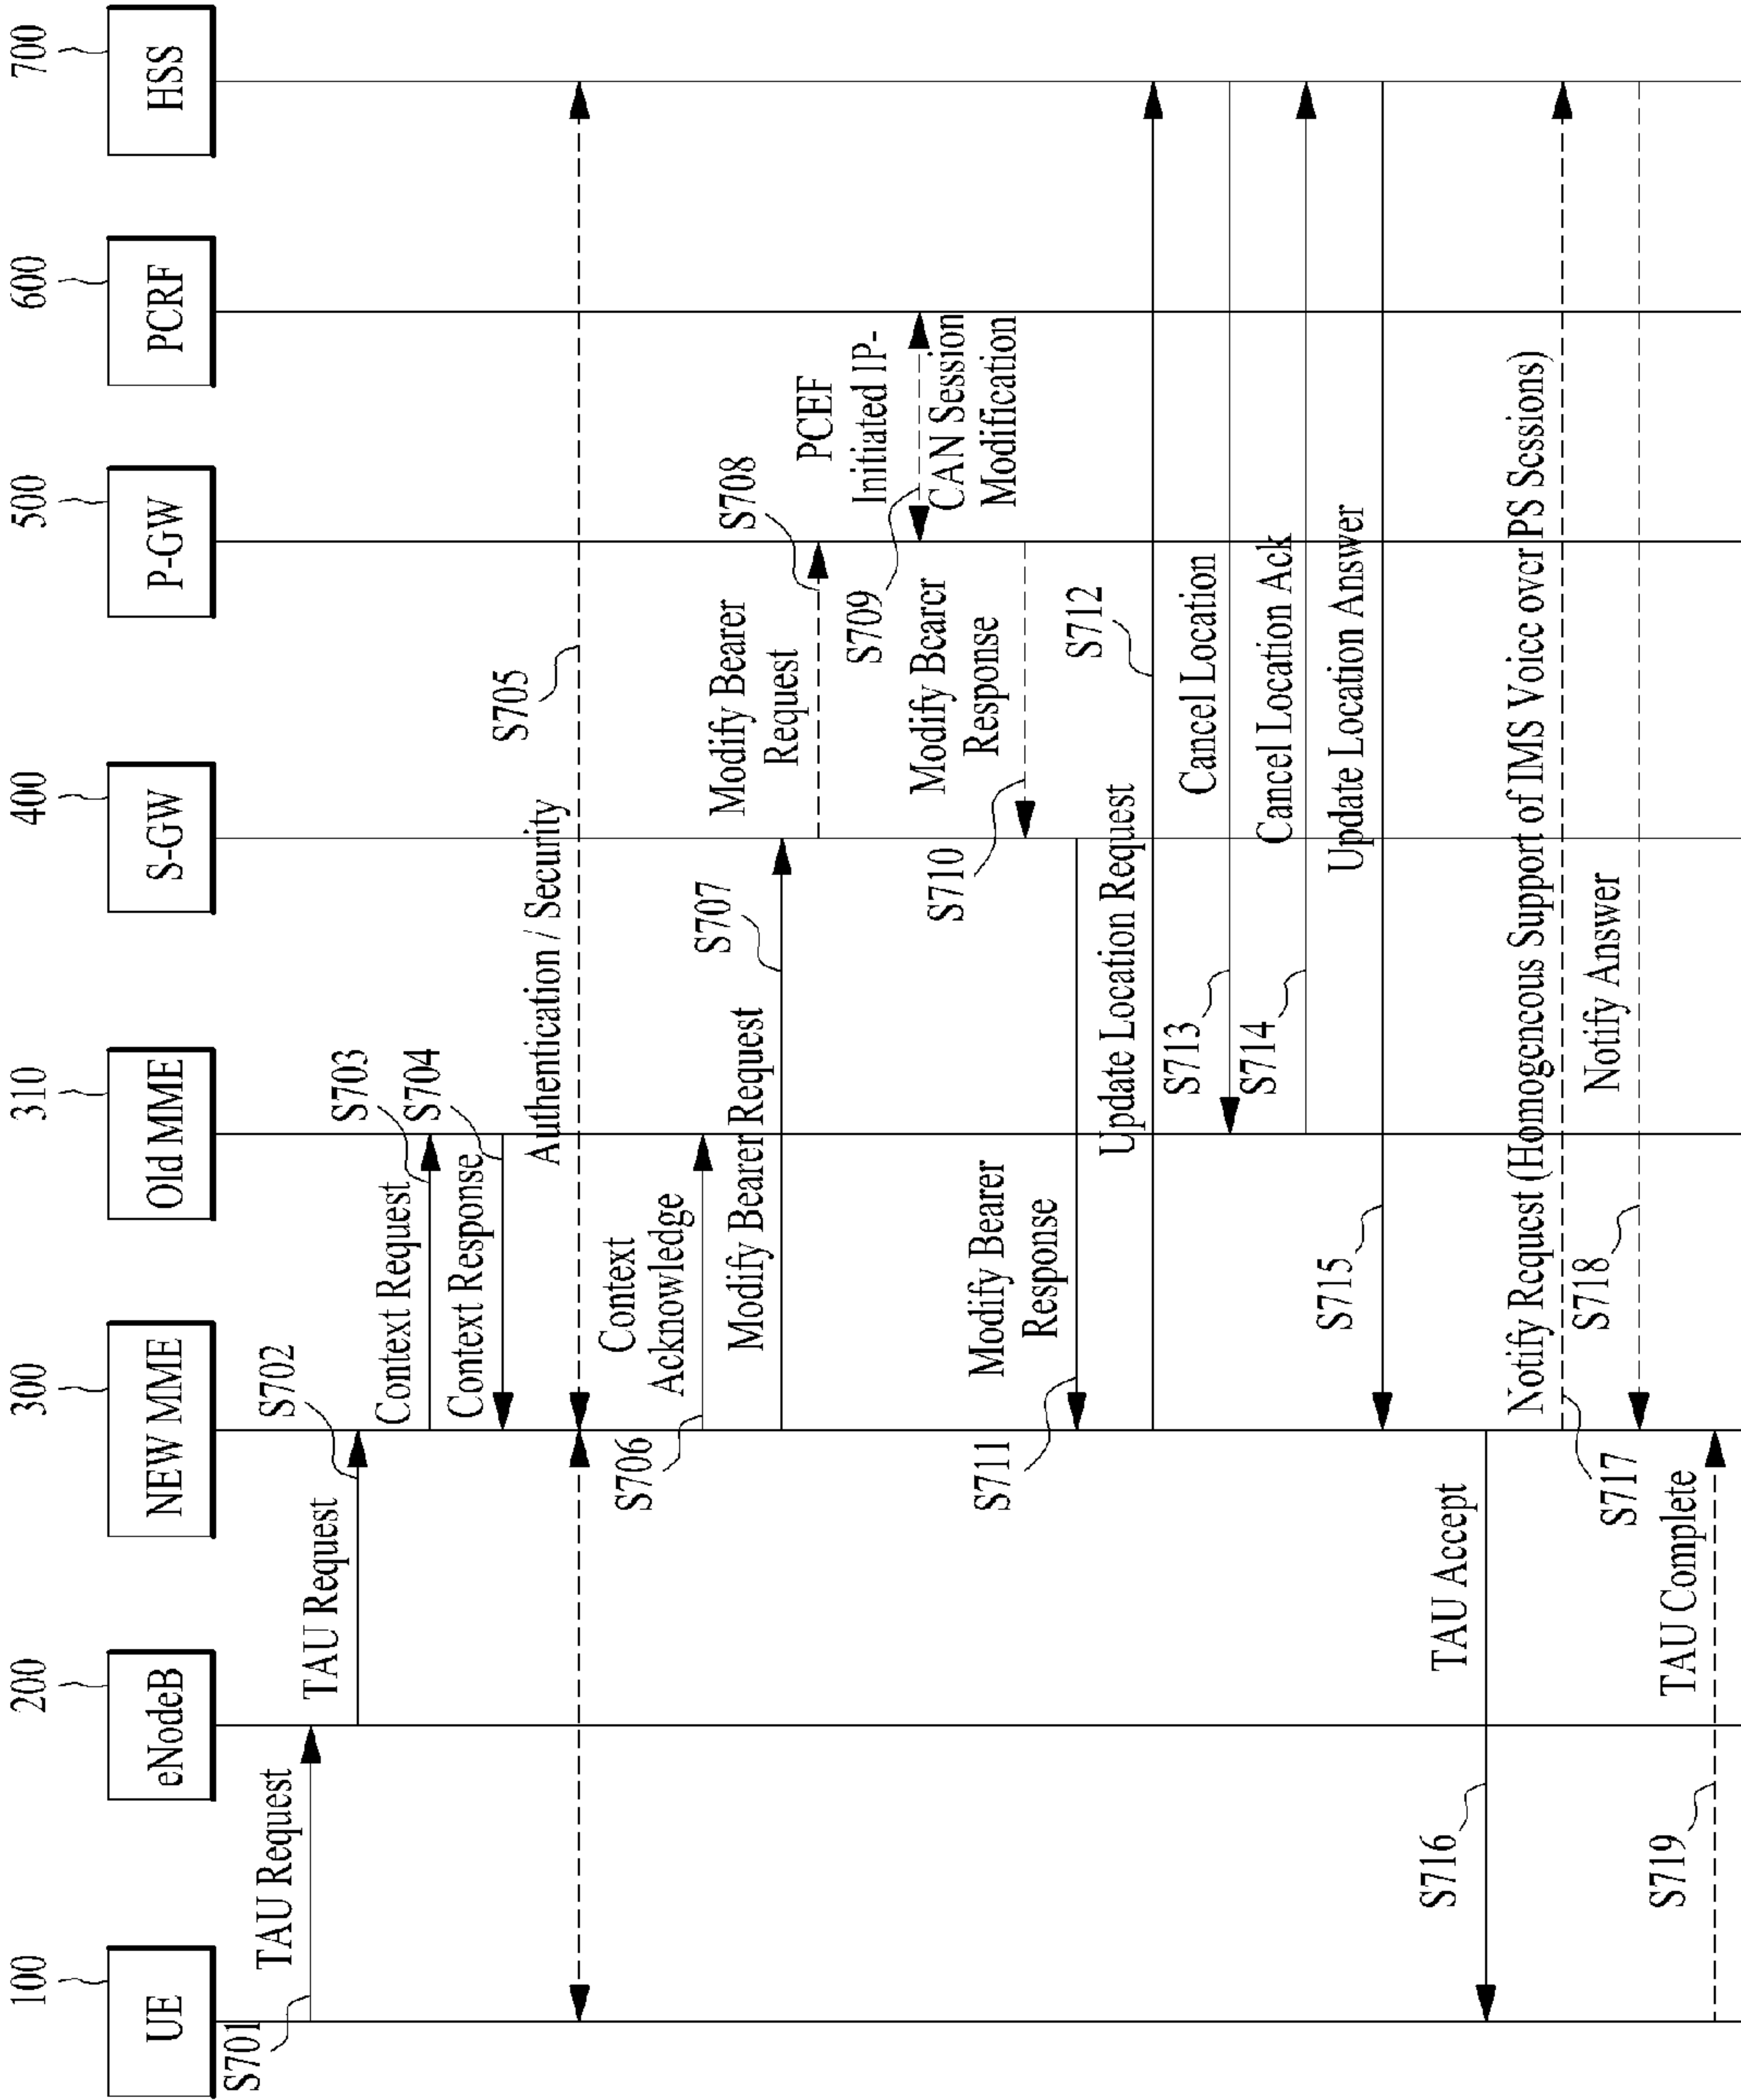 100
200
300
310
400
500
600
700
UE
eNodeB
NEW MME
Old MME
S-GW
P-GW
PCRF
HSS
S701
TAU Request
S702
TAU Request
S703
Context Request
S704
Context Response
S705
Authentication / Security
S706
Context
Acknowledge
S707
Modify Bearer Request
S708
Modify Bearer
Request
S709
PCEF
Initiated IP-
CAN Session
Modification
S710
Modify Bearer
Response
S711
Modify Bearer
Response
S712
Update Location Request
S713
Cancel Location
S714
Cancel Location Ack
S715
Update Location Answer
S716
TAU Accept
S717
Notify Request (Homogeneous Support of IMS Voice over PS Sessions)
S718
Notify Answer
S719
TAU Complete